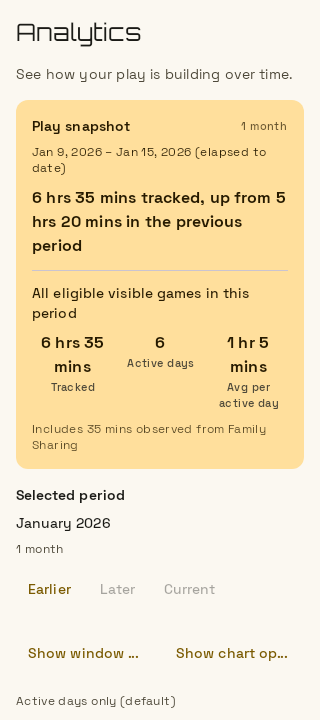 Analytics
See how your play is building over time.
Play snapshot
1 month
Jan 9, 2026 – Jan 15, 2026 (elapsed to
date)
6 hrs 35 mins tracked, up from 5
hrs 20 mins in the previous
period
All eligible visible games in this
period
6 hrs 35
mins
Tracked
6
Active days
1 hr 5
mins
Avg per
active day
Includes 35 mins observed from Family
Sharing
Selected period
January 2026
1 month
Earlier
Later
Current
Show window ...
Show chart op...
Active days only (default)